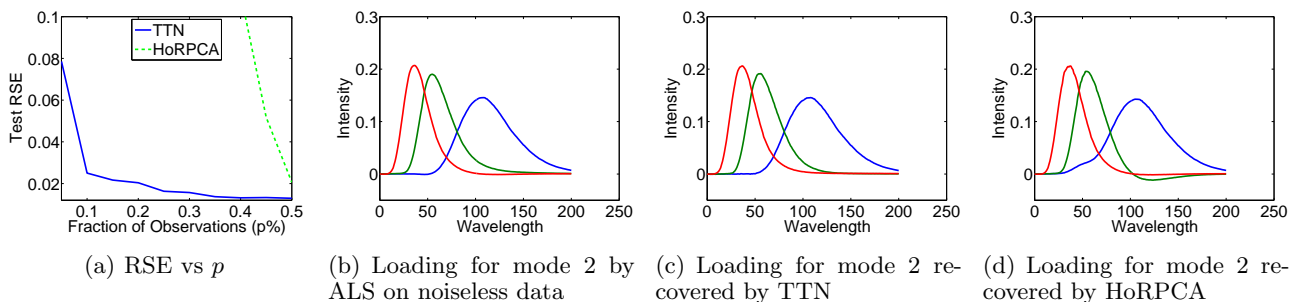 0.1
0.08
0.06
0.04
0.02
Test RSE
TTN
HoRPCA
0.1 0.2 0.3 0.4 0.5
Fraction of Observations (p%)
(a) RSE vs p
0.3
0.2
0.1
0
Intensity
0 50 100 150 200 250
Wavelength
(b) Loading for mode 2 by
ALS on noiseless data
0.3
0.2
0.1
0
Intensity
0 50 100 150 200 250
Wavelength
(c) Loading for mode 2 re-
covered by TTN
0.3
0.2
0.1
0
Intensity
0 50 100 150 200 250
Wavelength
(d) Loading for mode 2 re-
covered by HoRPCA